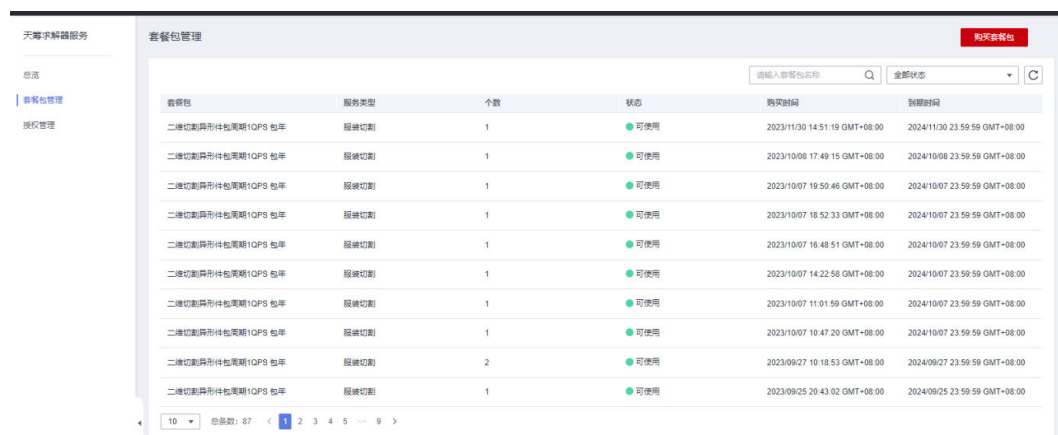 天筹求解器服务
总览
套餐包管理
授权管理
套餐包管理
购买套餐包
请输入套餐包名称
全部状态
套餐包 服务类型 个数 状态 购买时间 到期时间
二维切割异形件包周期1QPS 包年 服装切割 1 可使用 2023/11/30 14:51:19 GMT+08:00 2024/11/30 23:59:59 GMT+08:00
二维切割异形件包周期1QPS 包年 服装切割 1 可使用 2023/10/08 17:49:15 GMT+08:00 2024/10/08 23:59:59 GMT+08:00
二维切割异形件包周期1QPS 包年 服装切割 1 可使用 2023/10/07 19:50:46 GMT+08:00 2024/10/07 23:59:59 GMT+08:00
二维切割异形件包周期1QPS 包年 服装切割 1 可使用 2023/10/07 18:52:33 GMT+08:00 2024/10/07 23:59:59 GMT+08:00
二维切割异形件包周期1QPS 包年 服装切割 1 可使用 2023/10/07 16:48:51 GMT+08:00 2024/10/07 23:59:59 GMT+08:00
二维切割异形件包周期1QPS 包年 服装切割 1 可使用 2023/10/07 14:22:58 GMT+08:00 2024/10/07 23:59:59 GMT+08:00
二维切割异形件包周期1QPS 包年 服装切割 1 可使用 2023/10/07 11:01:59 GMT+08:00 2024/10/07 23:59:59 GMT+08:00
二维切割异形件包周期1QPS 包年 服装切割 1 可使用 2023/10/07 10:47:20 GMT+08:00 2024/10/07 23:59:59 GMT+08:00
二维切割异形件包周期1QPS 包年 服装切割 2 可使用 2023/09/27 10:18:53 GMT+08:00 2024/09/27 23:59:59 GMT+08:00
二维切割异形件包周期1QPS 包年 服装切割 1 可使用 2023/09/25 20:43:02 GMT+08:00 2024/09/25 23:59:59 GMT+08:00
10 总条数: 87 < 1 2 3 4 5 ··· 9 >